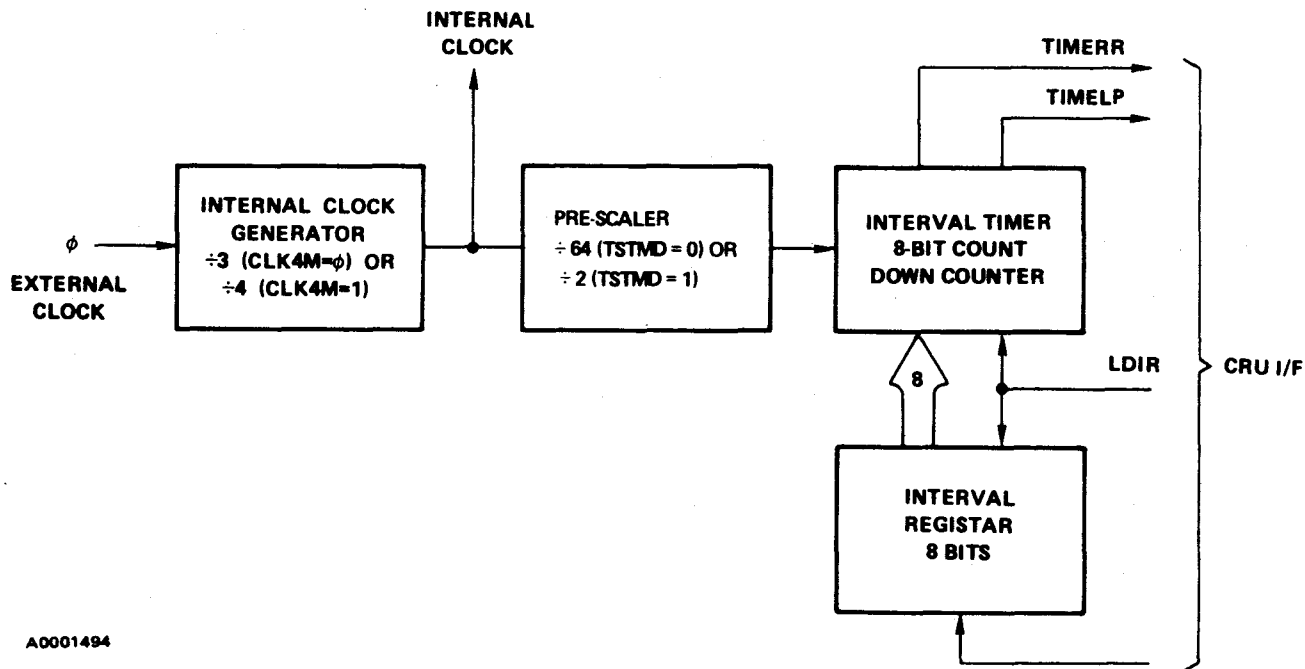 INTERNAL
CLOCK
TIMERR
TIMELP
INTERNAL CLOCK
GENERATOR
÷3 (CLK4M=ϕ) OR
÷4 (CLK4M=1)
ϕ
EXTERNAL
CLOCK
PRE-SCALER
÷64 (TSTMD = 0) OR
÷2 (TSTMD = 1)
INTERVAL TIMER
8-BIT COUNT
DOWN COUNTER
8
LDIR
CRU I/F
INTERVAL
REGISTAR
8 BITS
A0001494